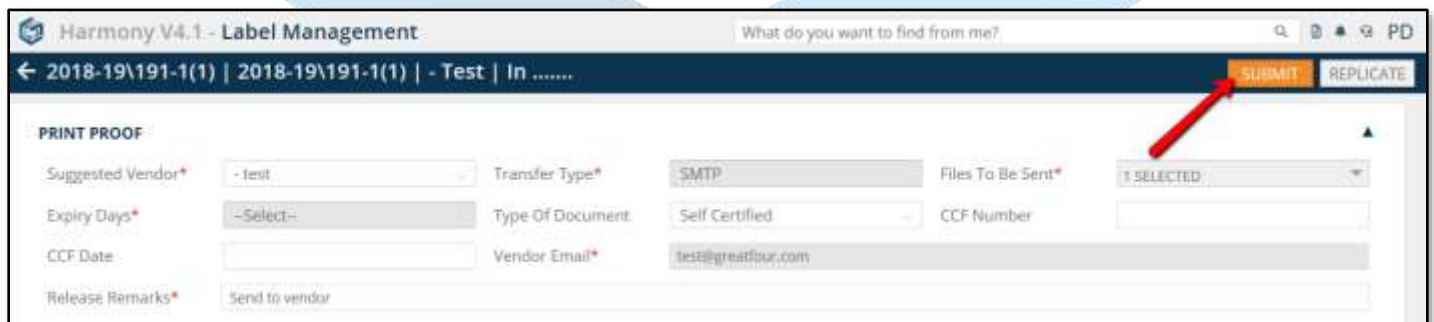 Harmony V4.1 - Label Management What do you want to find from me? PD
2018-19\191-1(1) | 2018-19\191-1(1) | - Test | In ....... SUBMIT REPLICATE
PRINT PROOF
Suggested Vendor* - test Transfer Type* SMTP Files To Be Sent* 1 SELECTED
Expiry Days* --Select-- Type Of Document Self Certified CCF Number
CCF Date Vendor Email* test@greatfour.com
Release Remarks* Send to vendor